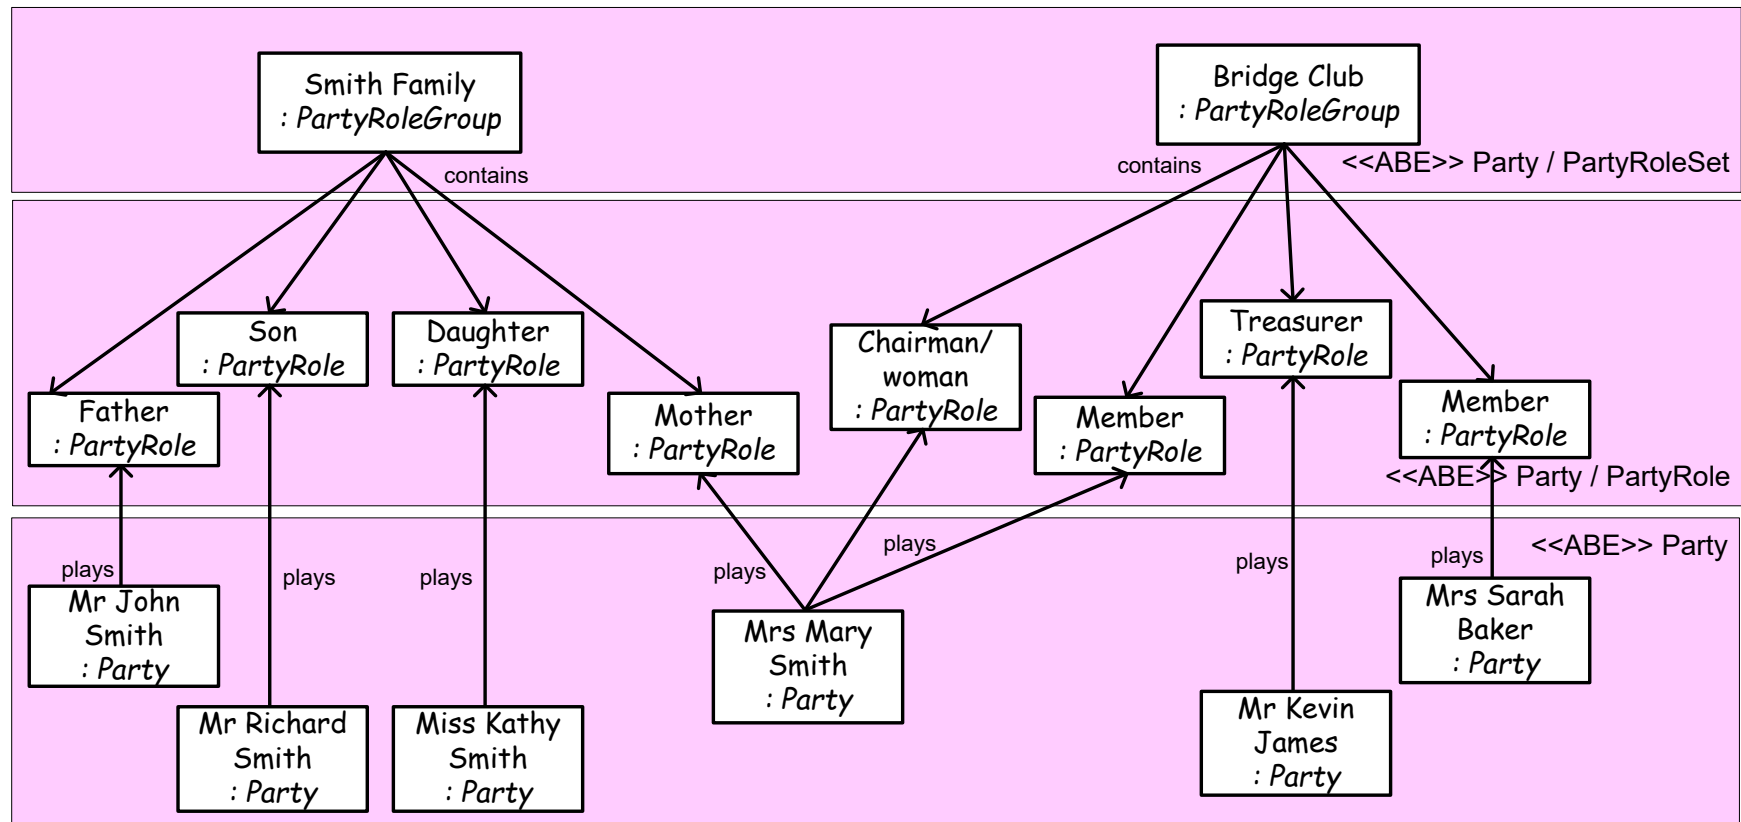 Smith Family
: PartyRoleGroup
Bridge Club
: PartyRoleGroup
contains
contains
<<ABE>> Party / PartyRoleSet
Son
: PartyRole
Daughter
: PartyRole
Father
: PartyRole
Mother
: PartyRole
Chairman/
woman
: PartyRole
Member
: PartyRole
Treasurer
: PartyRole
Member
: PartyRole
<<ABE>> Party / PartyRole
<<ABE>> Party
plays
plays
plays
plays
plays
plays
plays
Mr John
Smith
: Party
Mr Richard
Smith
: Party
Miss Kathy
Smith
: Party
Mrs Mary
Smith
: Party
Mr Kevin
James
: Party
Mrs Sarah
Baker
: Party